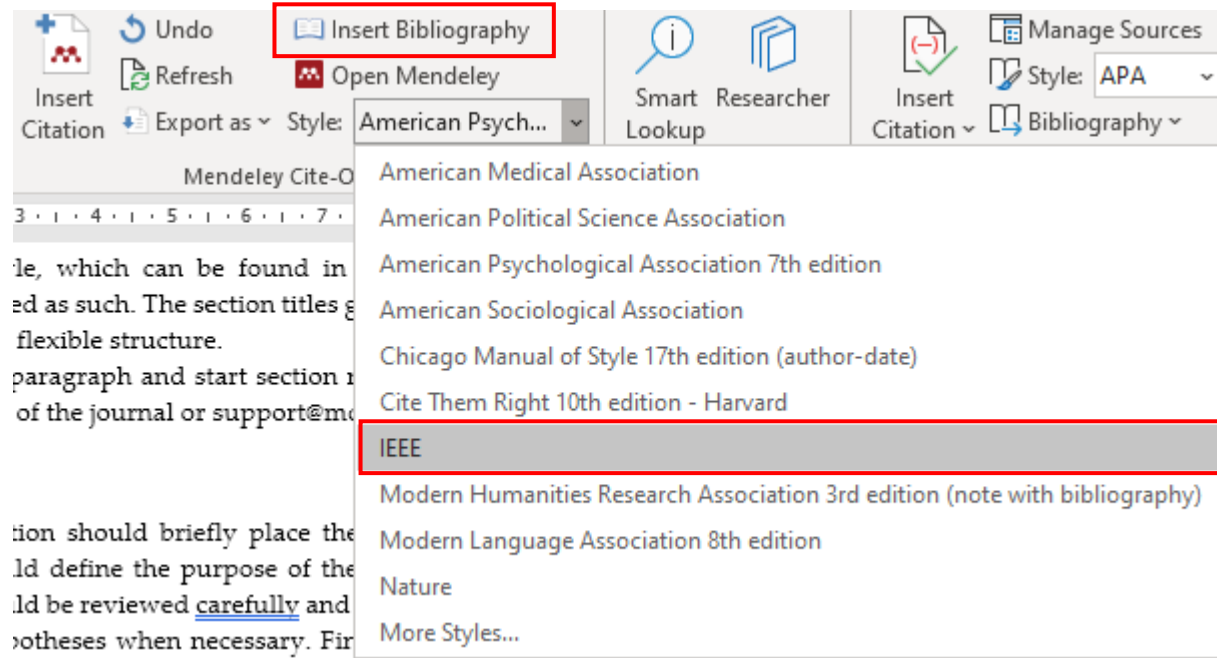 Undo
Insert Bibliography
Manage Sources
Refresh
Open Mendeley
Style: APA
Insert
Citation
Export as
Style: American Psych...
Smart
Lookup
Researcher
Insert
Citation
Bibliography
Mendeley Cite-O
3 · ı · 4 · ı · 5 · ı · 6 · ı · 7 ·
American Medical Association
American Political Science Association
American Psychological Association 7th edition
American Sociological Association
Chicago Manual of Style 17th edition (author-date)
Cite Them Right 10th edition - Harvard
IEEE
Modern Humanities Research Association 3rd edition (note with bibliography)
Modern Language Association 8th edition
Nature
More Styles...
le, which can be found in
ed as such. The section titles g
flexible structure.
paragraph and start section
of the journal or support@m
tion should briefly place the
ld define the purpose of the
ld be reviewed carefully and
potheses when necessary. Fir